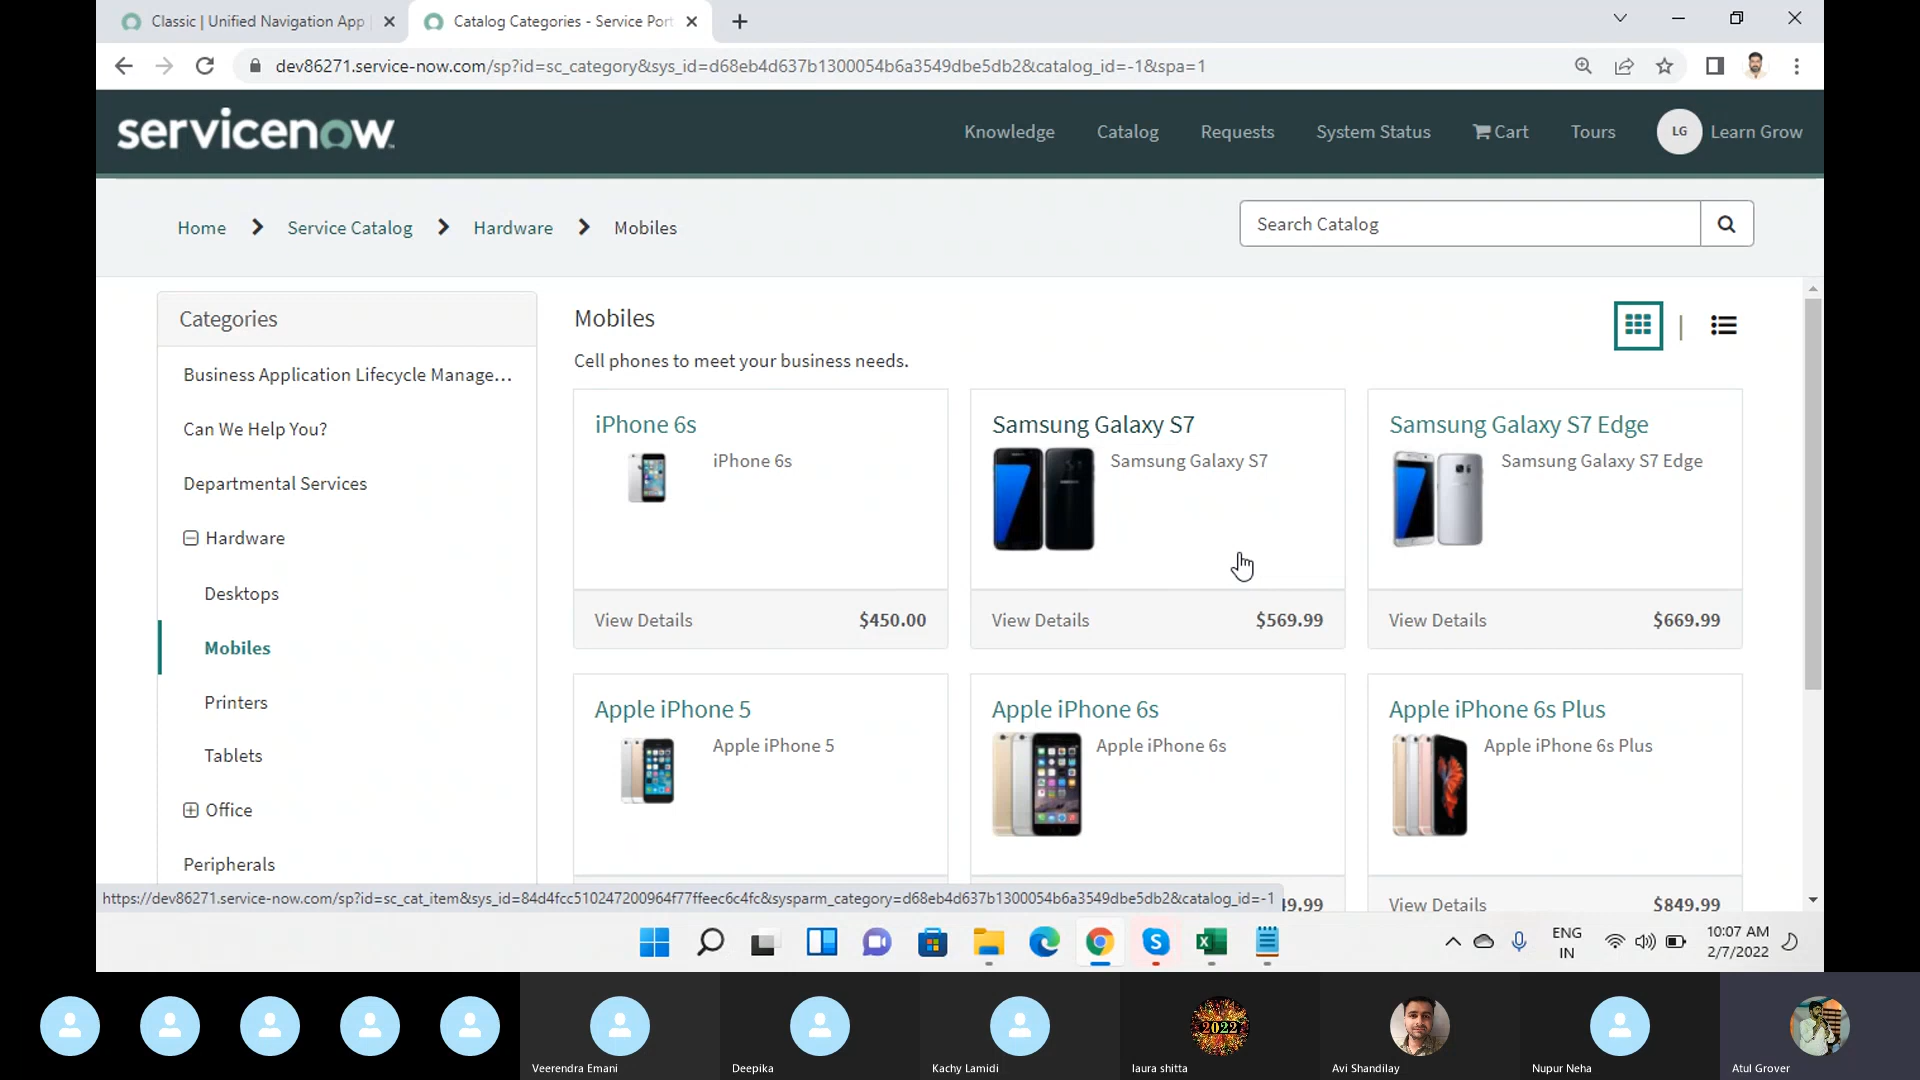 Classic | Unified Navigation App
Catalog Categories - Service Port
dev86271.service-now.com/sp?id=sc_category&sys_id=d68eb4d637b1300054b6a3549dbe5db2&catalog_id=-1&spa=1
servicenow
Knowledge
Catalog
Requests
System Status
Cart
Tours
LG
Learn Grow
Home
Service Catalog
Hardware
Mobiles
Search Catalog
Categories
Business Application Lifecycle Manage...
Can We Help You?
Departmental Services
Hardware
Desktops
Mobiles
Printers
Tablets
Office
Peripherals
Mobiles
Cell phones to meet your business needs.
iPhone 6s
iPhone 6s
View Details
$450.00
Samsung Galaxy S7
Samsung Galaxy S7
View Details
$569.99
Samsung Galaxy S7 Edge
Samsung Galaxy S7 Edge
View Details
$669.99
Apple iPhone 5
Apple iPhone 5
Apple iPhone 6s
Apple iPhone 6s
49.99
Apple iPhone 6s Plus
Apple iPhone 6s Plus
View Details
$849.99
https://dev86271.service-now.com/sp?id=sc_cat_item&sys_id=84d4fcc510247200964f77ffeec6c4fc&sysparm_category=d68eb4d637b1300054b6a3549dbe5db2&catalog_id=-1
ENG
IN
10:07 AM
2/7/2022
2022
Veerendra Emani
Deepika
Kachy Lamidi
laura shitta
Avi Shandilay
Nupur Neha
Atul Grover